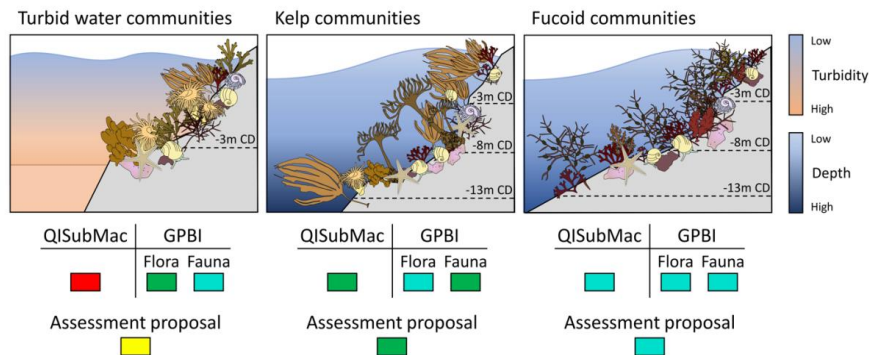 Turbid water communities
Kelp communities
Fucoid communities
-3m CD
-3m CD
-8m CD
-13m CD
-3m CD
-8m CD
-13m CD
Low
Turbidity
High
Low
Depth
High
QISubMac GPBI
Flora Fauna
Assessment proposal
QISubMac GPBI
Flora Fauna
Assessment proposal
QISubMac GPBI
Flora Fauna
Assessment proposal